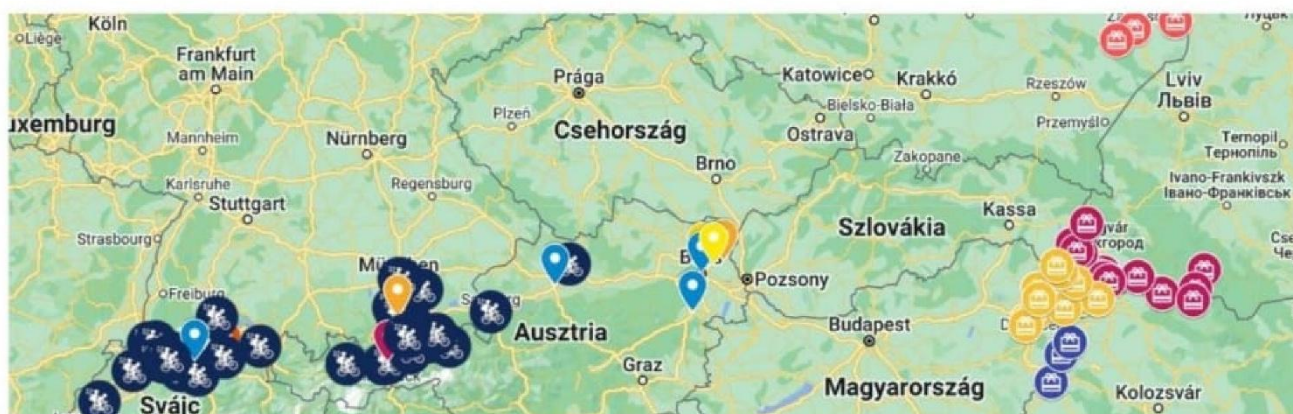 Köln
Liège
Frankfurt
am Main
Prága
Katowice
Krakkó
Rzeszów
Lviv
Львів
uxemburg
Mannheim
Nürnberg
Plzeň
Csehország
Bielsko-Biała
Ostrava
Przemyśl
Ternopil
Тернопіль
Karlsruhe
Regensburg
Brno
Zakopane
Ivano-Frankivszk
Івано-Франківськ
Stuttgart
Strasbourg
Szlovákia
Kassa
Freiburg
Pozsony
Ausztria
Budapest
Graz
Magyarország
Kolozsvár
Svájc